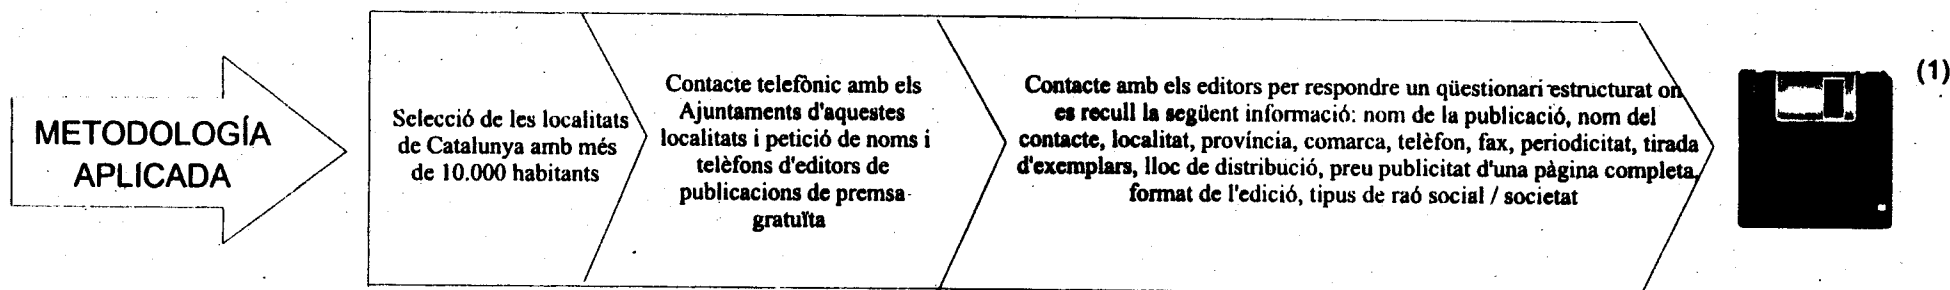 METODOLOGÍA
APLICADA
Selecció de les localitats
de Catalunya amb més
de 10.000 habitants
Contacte telefònic amb els
Ajuntaments d'aquestes
localitats i petició de noms i
telèfons d'editors de
publicacions de premsa
gratuïta
Contacte amb els editors per respondre un qüestionari estructurat on
es recull la següent informació: nom de la publicació, nom del
contacte, localitat, província, comarca, telèfon, fax, periodicitat, tirada
d'exemplars, lloc de distribució, preu publicitat d'una pàgina completa,
format de l'edició, tipus de raó social / societat
(1)